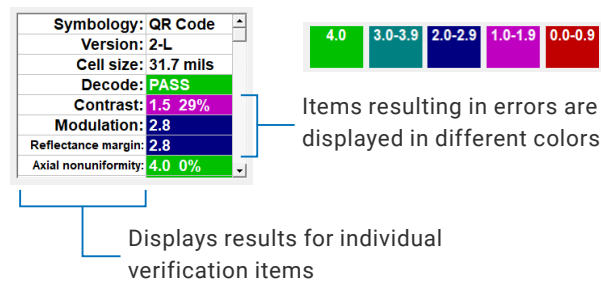 Symbology: QR Code
Version: 2-L
Cell size: 31.7 mils
Decode: PASS
Contrast: 1.5 29%
Modulation: 2.8
Reflectance margin: 2.8
Axial nonuniformity: 4.0 0%
4.0 3.0-3.9 2.0-2.9 1.0-1.9 0.0-0.9
Items resulting in errors are
displayed in different colors
Displays results for individual
verification items